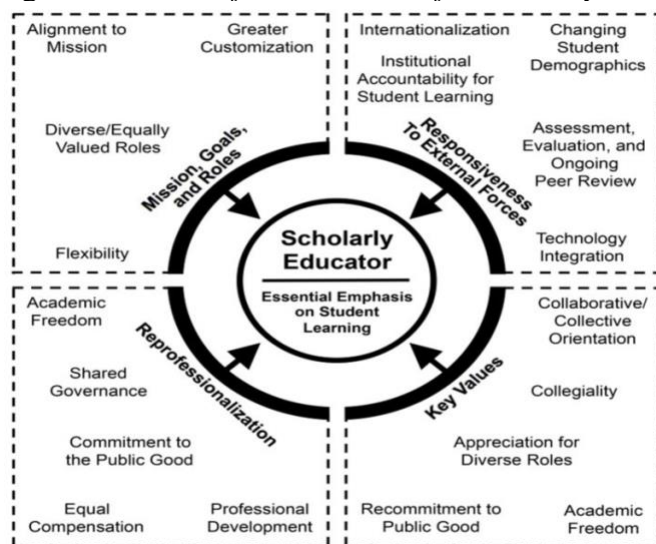 Alignment to
Mission
Greater
Customization
Diverse/Equally
Valued Roles
Flexibility
Mission, Goals,
and Roles
Internationalization
Changing
Student
Demographics
Institutional
Accountability for
Student Learning
Assessment,
Evaluation, and
Ongoing
Peer Review
Technology
Integration
Responsiveness
To External Forces
Scholarly
Educator
Essential Emphasis
on Student
Learning
Academic
Freedom
Shared
Governance
Commitment to
the Public Good
Equal
Compensation
Professional
Development
Reprofessionalization
Collaborative/
Collective
Orientation
Collegiality
Appreciation for
Diverse Roles
Recommitment to
Public Good
Academic
Freedom
Key Values